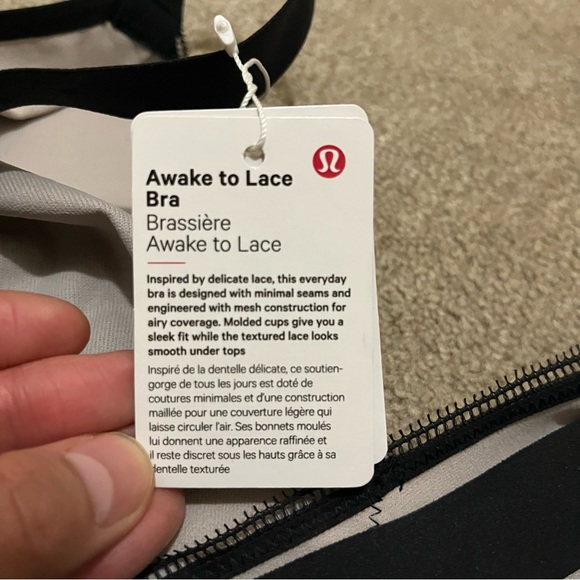 Awake to Lace
Bra
Brassière
Awake to Lace
Inspired by delicate lace, this everyday
bra is designed with minimal seams and
engineered with mesh construction for
airy coverage. Molded cups give you a
sleek fit while the textured lace looks
smooth under tops
Inspiré de la dentelle délicate, ce soutien-
gorge de tous les jours est doté de
coutures minimales et d'une construction
maillée pour une couverture légère qui
laisse circuler l'air. Ses bonnets moulés
lui donnent une apparence raffinée et
il reste discret sous les hauts grâce à sa
dentelle texturée